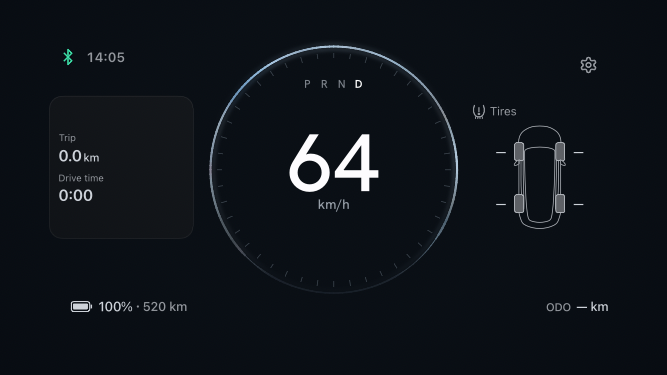 14:05
P R N D
Tires
Trip
0.0 km
Drive time
0:00
64
km/h
— —
— —
100% · 520 km
ODO — km